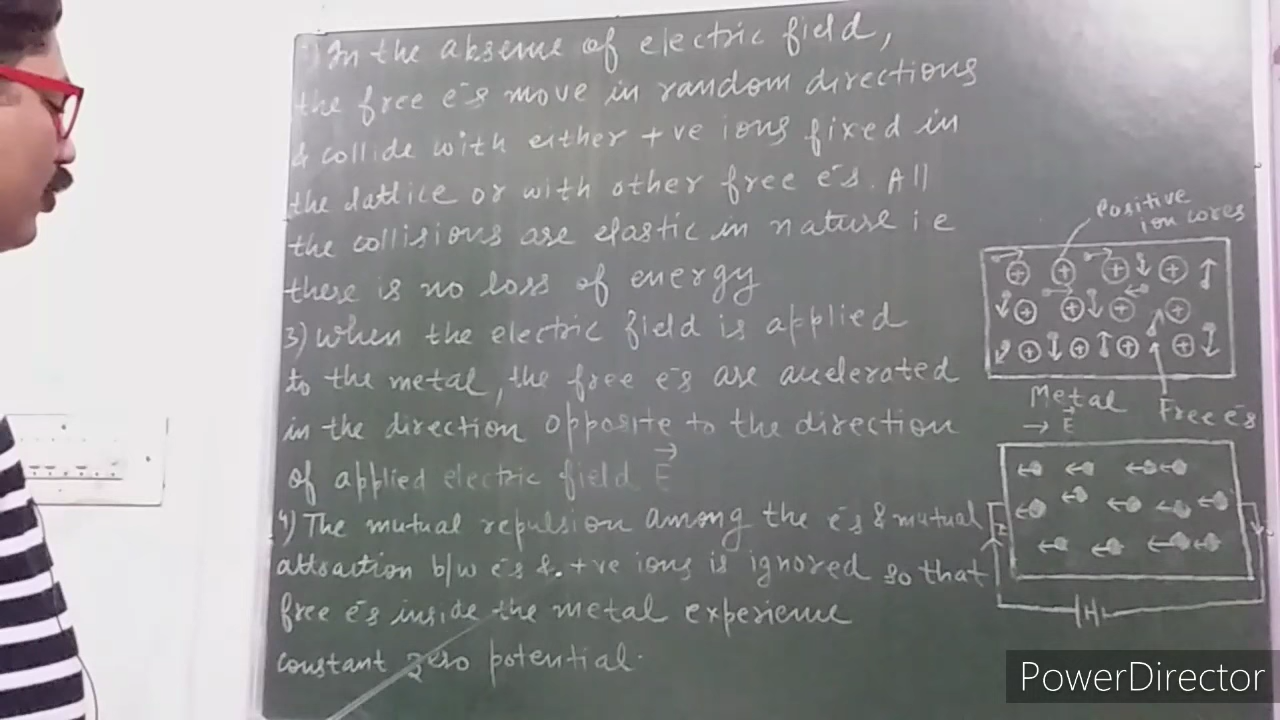 In the absence of electric field,
the free e⁻s move in random directions
& collide with either +ve ions fixed in
the lattice or with other free e⁻s. All
the collisions are elastic in nature i e
there is no loss of energy
3) When the electric field is applied
to the metal, the free e⁻s are accelerated
in the direction opposite to the direction
of applied electric field E⃗
4) The mutual repulsion among the e⁻s & mutual
attraction b/w e⁻s & +ve ions is ignored so that
free e⁻s inside the metal experience
constant zero potential.
Positive
ion cores
Metal
Free e⁻s
→ E⃗
PowerDirector